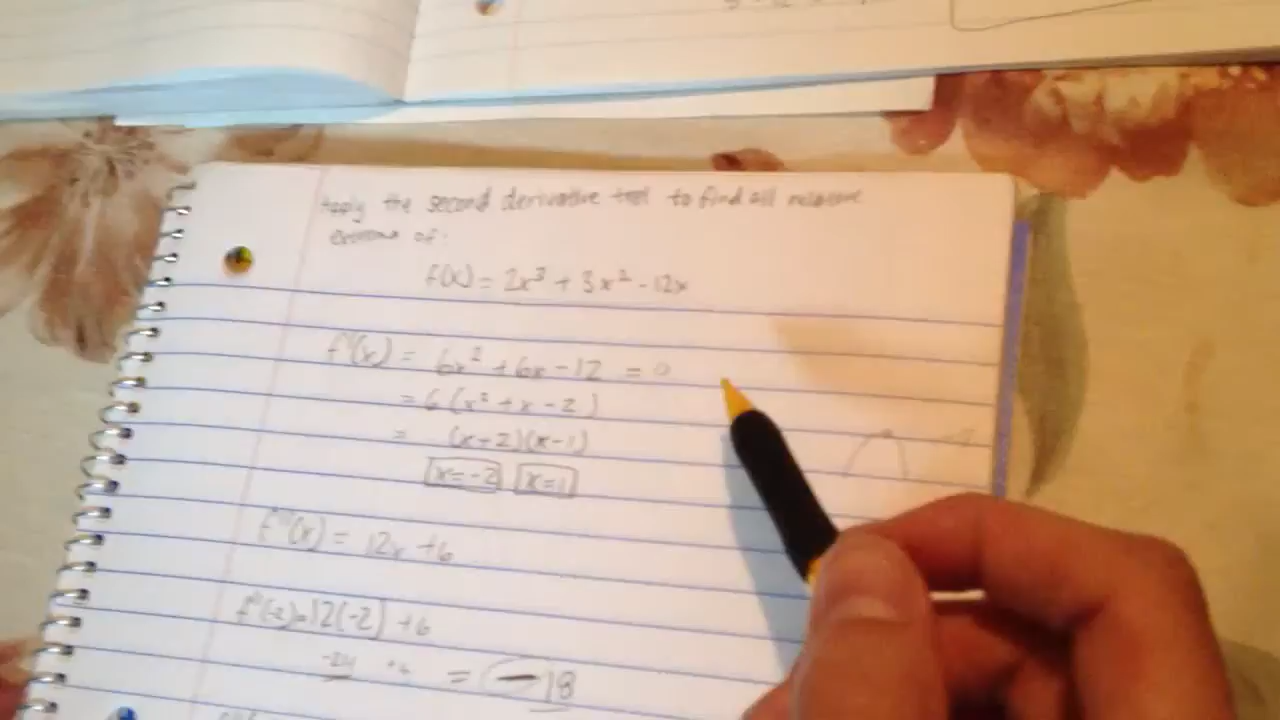 Apply the second derivative test to find all relative
extrema of:
f(x) = 2x³ + 3x² - 12x
f'(x) = 6x² + 6x - 12 = 0
= 6(x² + x - 2)
= (x+2)(x-1)
x=-2 x=1
f''(x) = 12x + 6
f''(-2)=12(-2) + 6
-24 +6 = -18